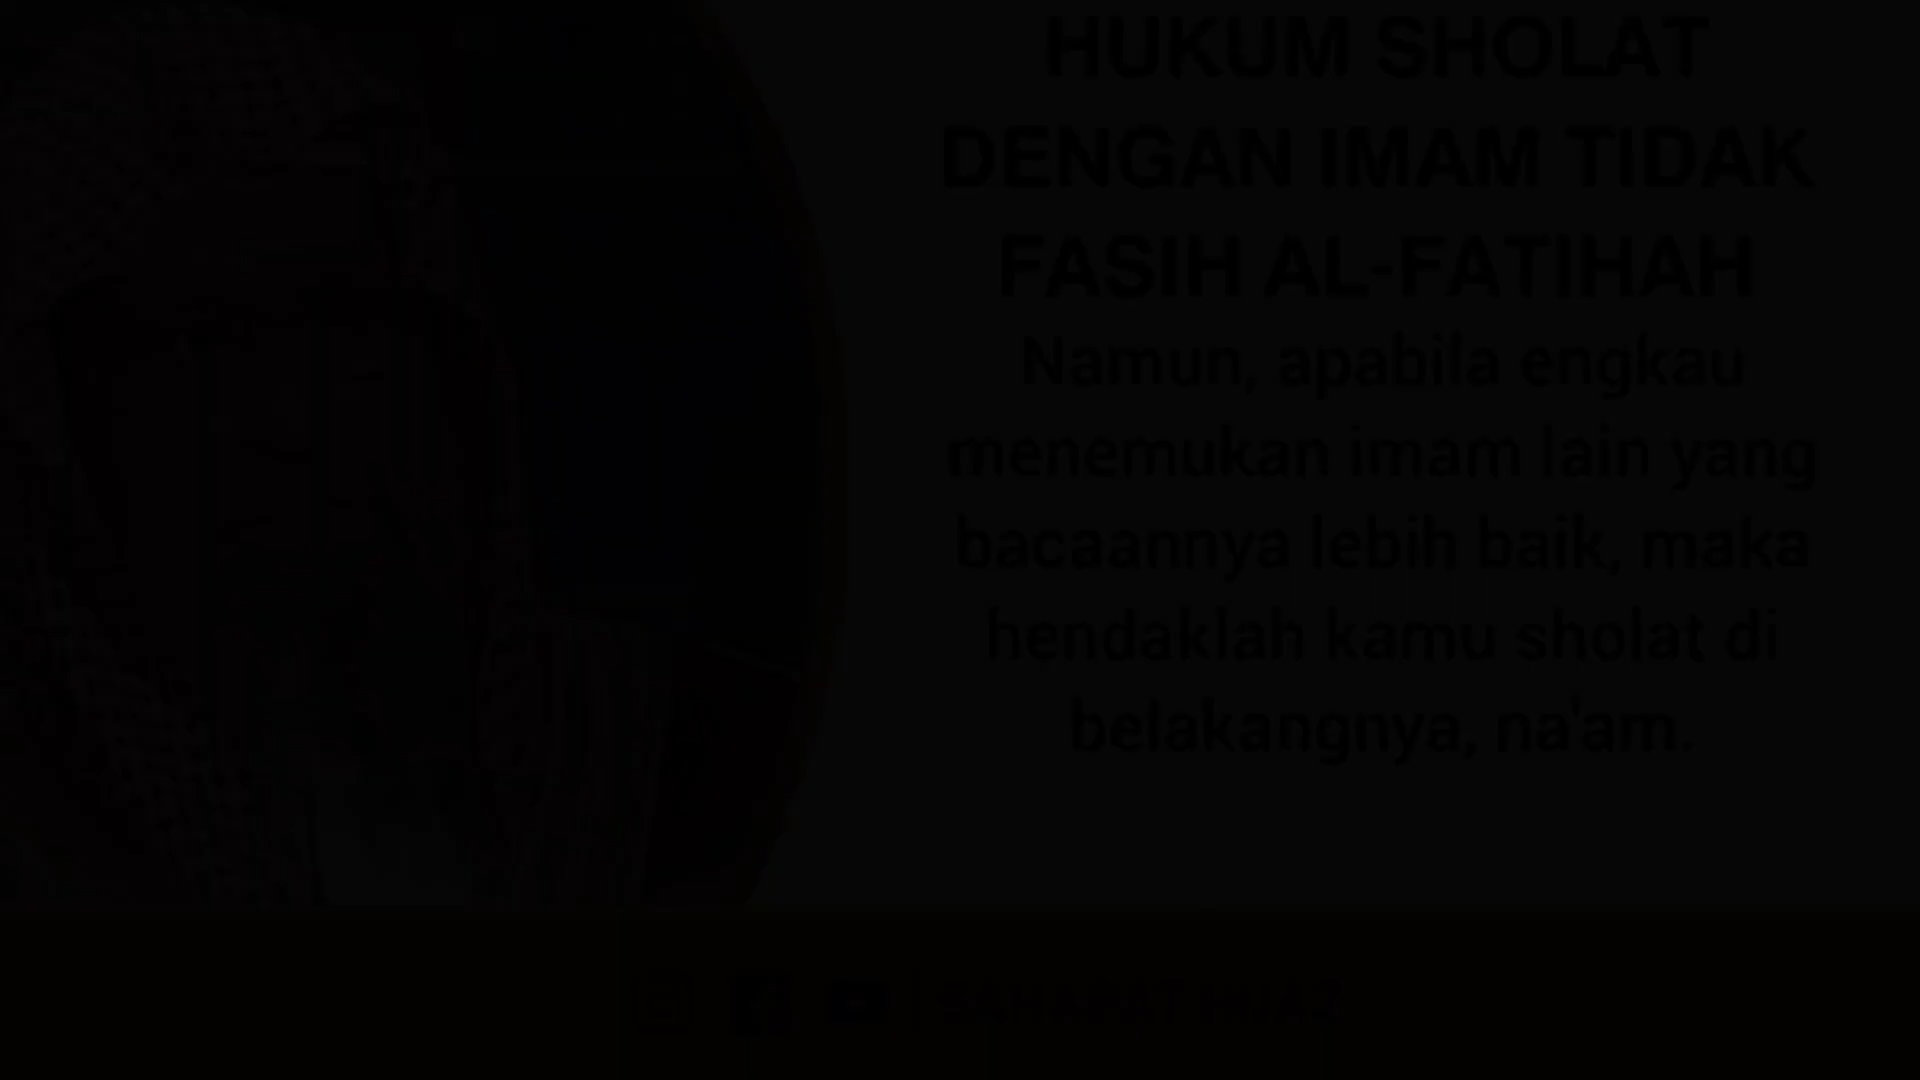 HUKUM SHOLAT
DENGAN IMAM TIDAK
FASIH AL-FATIHAH
Namun, apabila engkau
menemukan imam lain yang
bacaannya lebih baik, maka
hendaklah kamu sholat di
belakangnya, na'am.